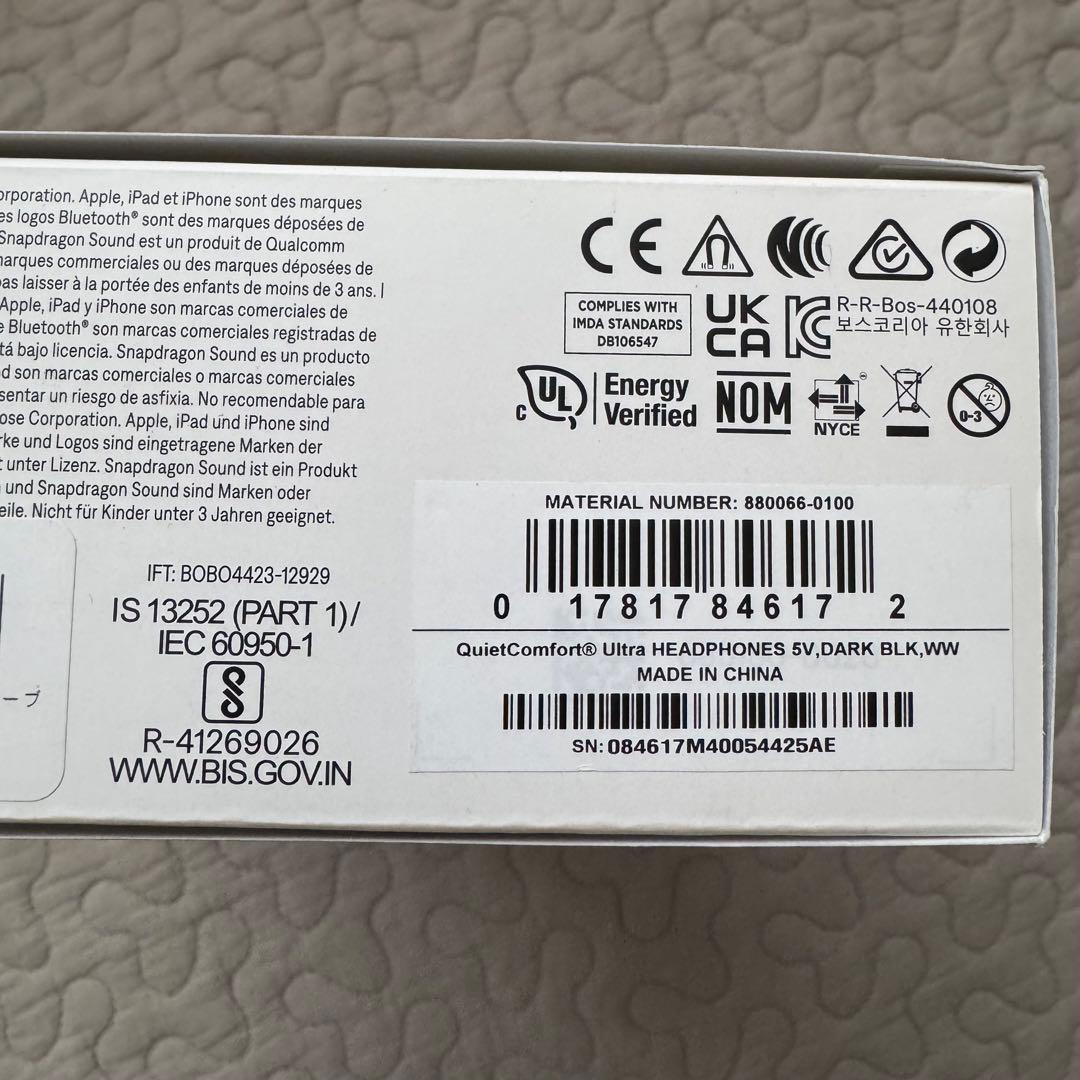 orporation. Apple, iPad et iPhone sont des marques
es logos Bluetooth® sont des marques déposées de
Snapdragon Sound est un produit de Qualcomm
marques commerciales ou des marques déposées de
pas laisser à la portée des enfants de moins de 3 ans. I
Apple, iPad y iPhone son marcas comerciales de
e Bluetooth® son marcas comerciales registradas de
tá bajo licencia. Snapdragon Sound es un producto
d son marcas comerciales o marcas comerciales
esentar un riesgo de asfixia. No recomendable para
ose Corporation. Apple, iPad und iPhone sind
rke und Logos sind eingetragene Marken der
t unter Lizenz. Snapdragon Sound ist ein Produkt
und Snapdragon Sound sind Marken oder
eile. Nicht für Kinder unter 3 Jahren geeignet.
ープ
IFT: BOBO4423-12929
IS 13252 (PART 1)/
IEC 60950-1
R-41269026
WWW.BIS.GOV.IN
CE
COMPLIES WITH
IMDA STANDARDS
DB106547
UK
CA
KC
R-R-Bos-440108
보스코리아 유한회사
c UL
Energy
Verified
NOM
NYCE
0-3
MATERIAL NUMBER: 880066-0100
0 17817 84617 2
QuietComfort® Ultra HEADPHONES 5V,DARK BLK,WW
MADE IN CHINA
SN: 084617M40054425AE